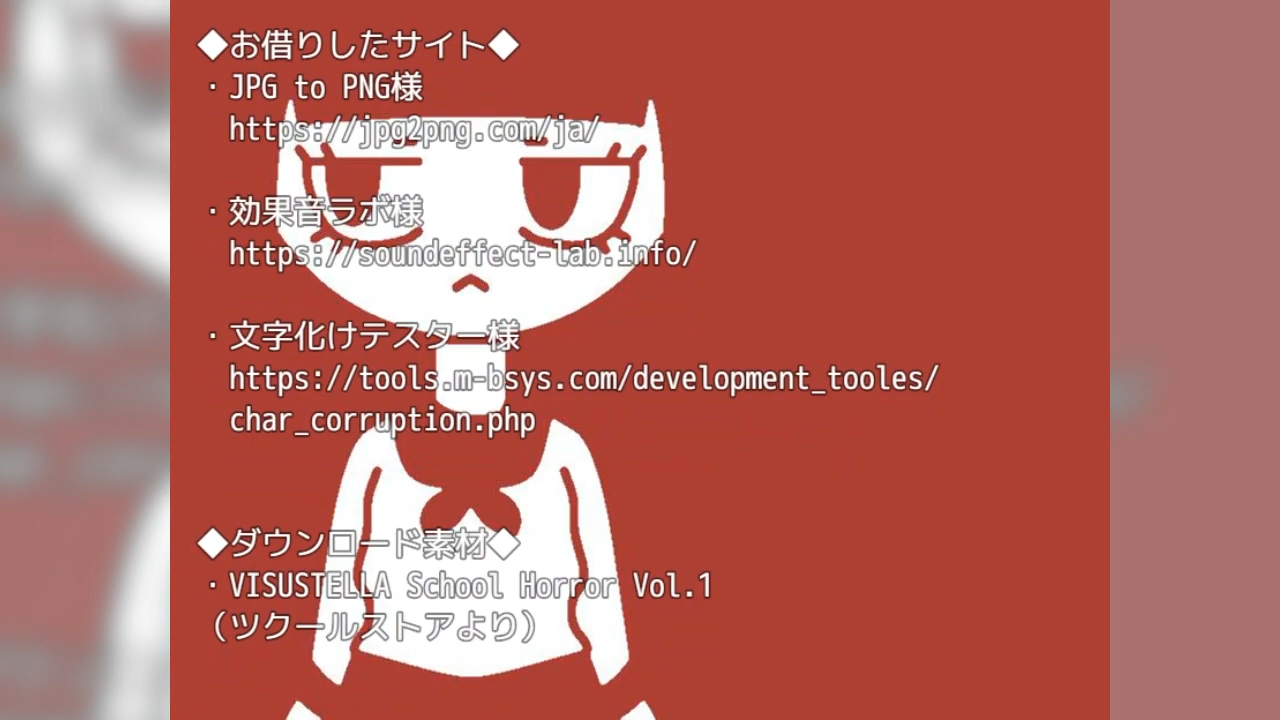 ◆お借りしたサイト◆
・JPG to PNG様
https://jpg2png.com/ja/
・効果音ラボ様
https://soundeffect-lab.info/
・文字化けテスター様
https://tools.m-bsys.com/development_tooles/
char_corruption.php
◆ダウンロード素材◆
・VISUSTELLA School Horror Vol.1
（ツクールストアより）